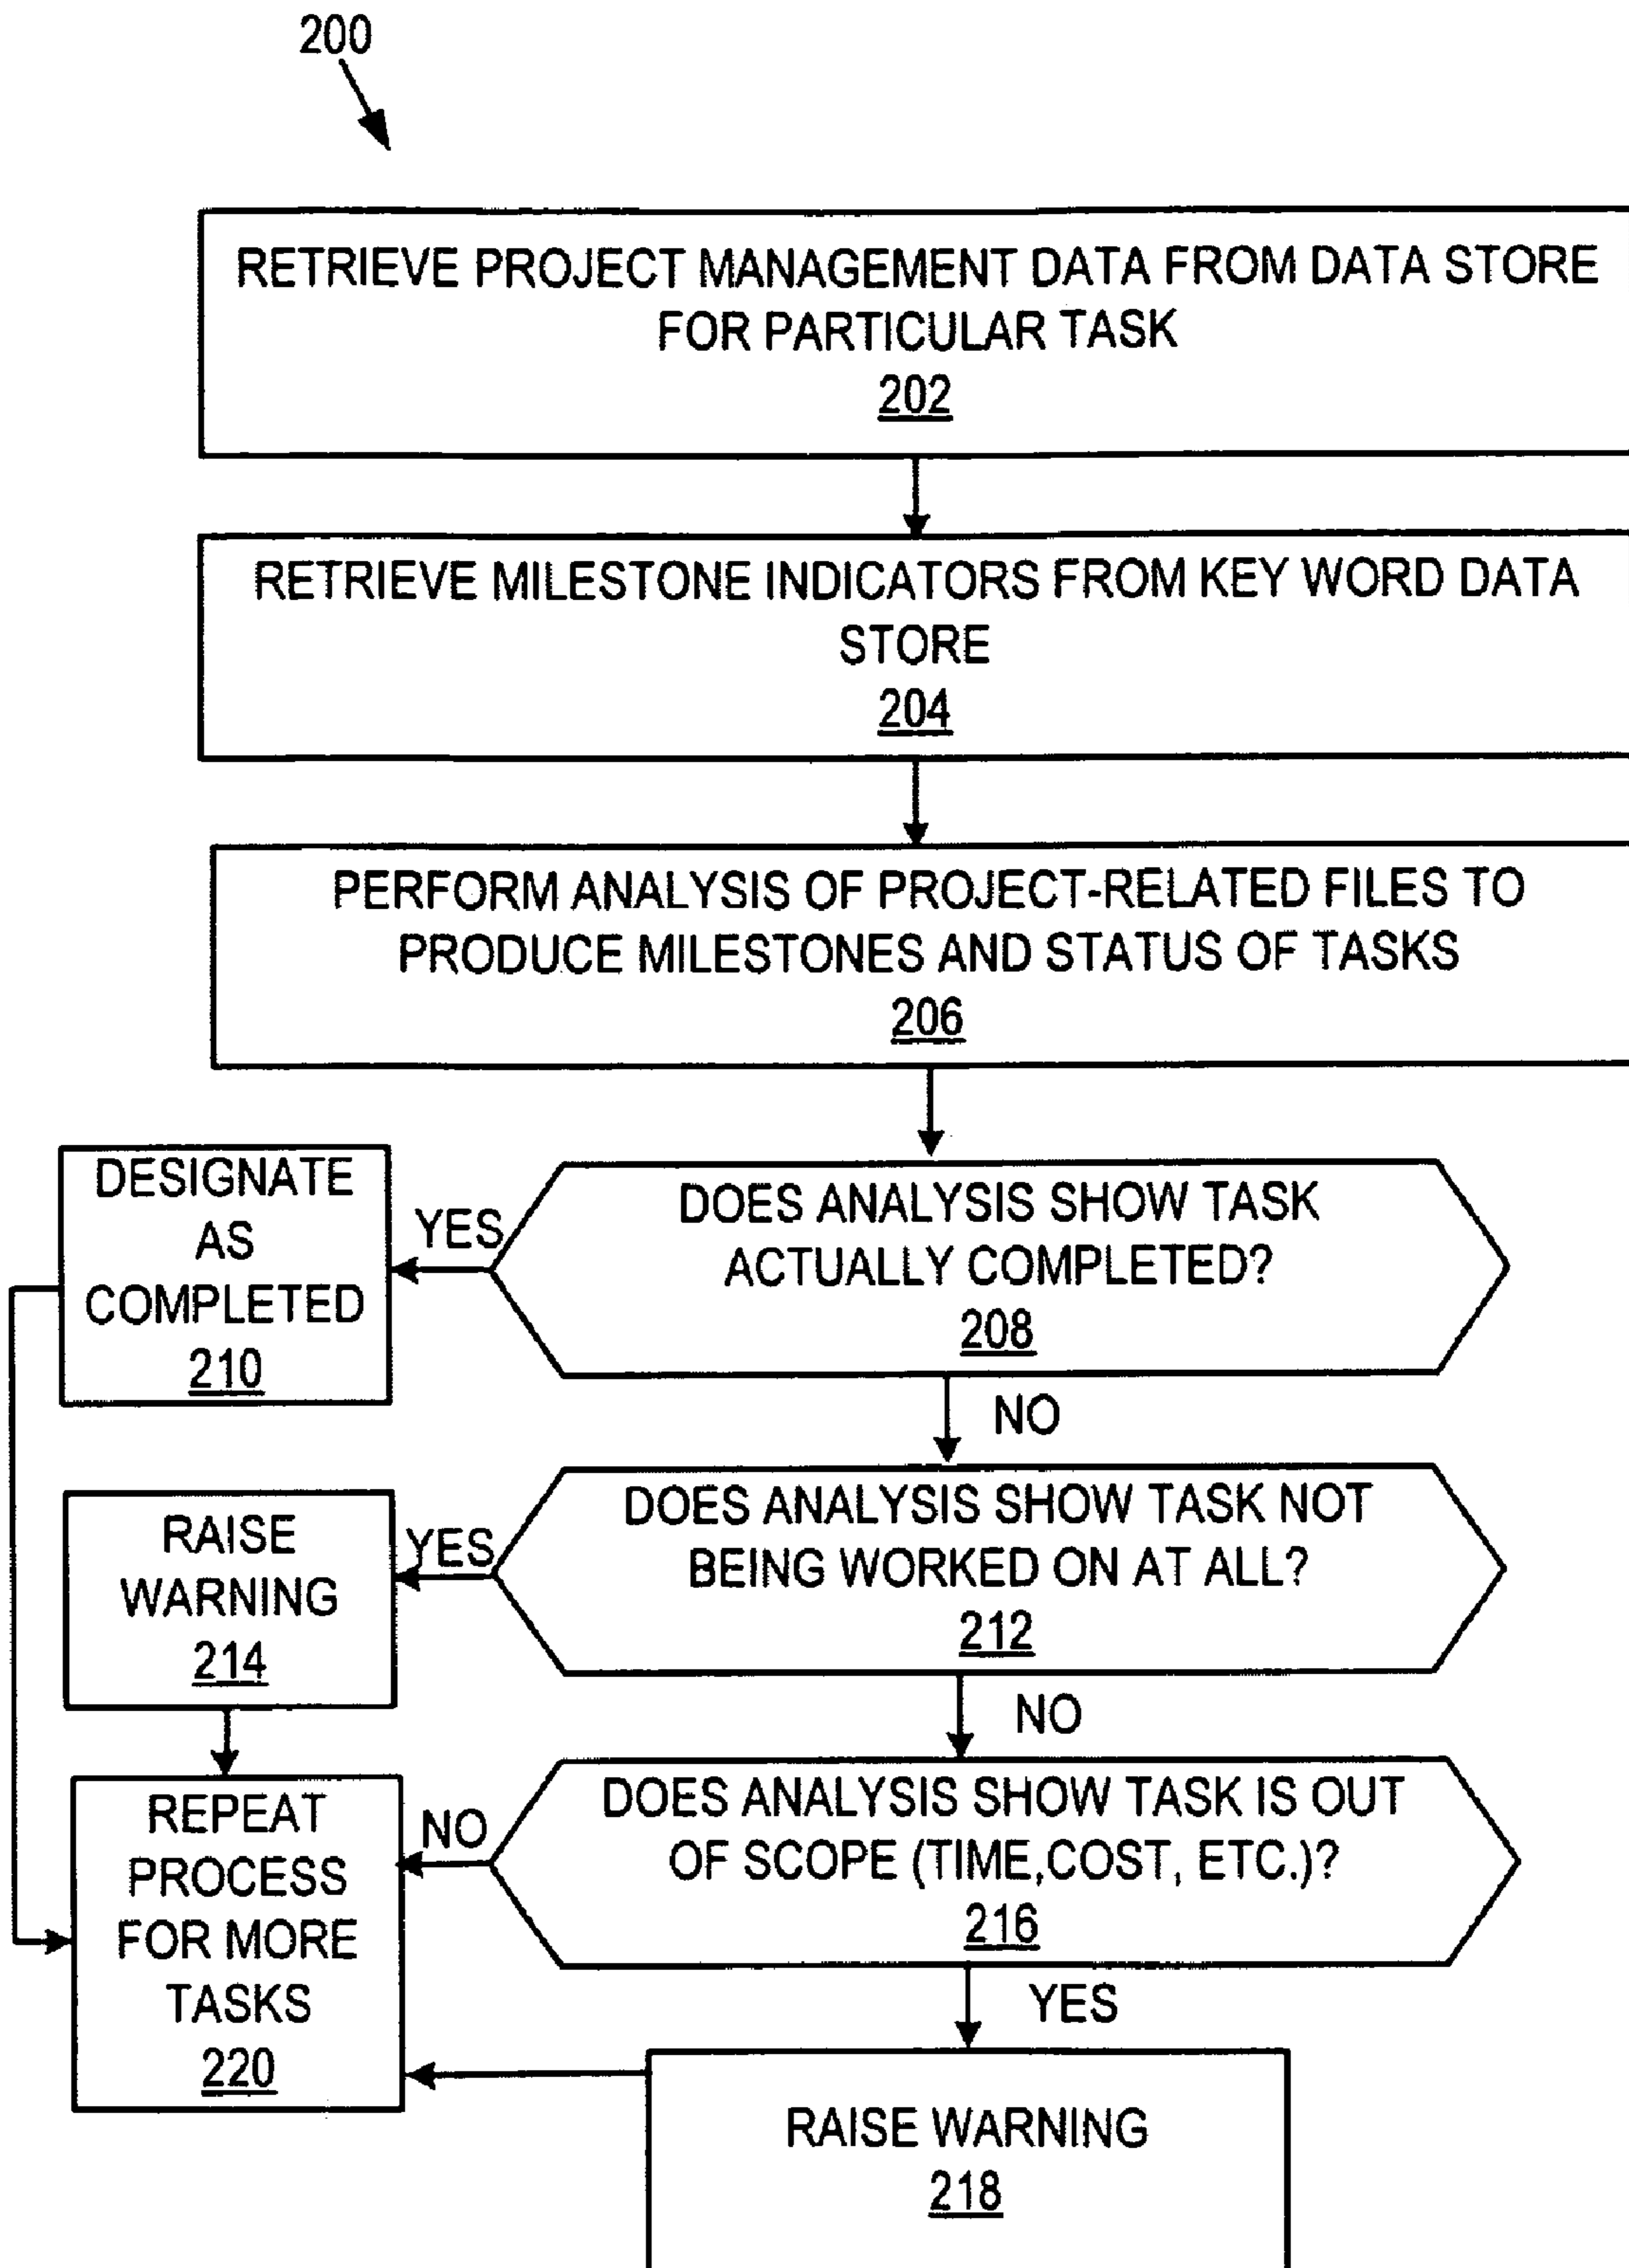 200
RETRIEVE PROJECT MANAGEMENT DATA FROM DATA STORE
FOR PARTICULAR TASK
202
RETRIEVE MILESTONE INDICATORS FROM KEY WORD DATA
STORE
204
PERFORM ANALYSIS OF PROJECT-RELATED FILES TO
PRODUCE MILESTONES AND STATUS OF TASKS
206
DOES ANALYSIS SHOW TASK
ACTUALLY COMPLETED?
208
YES
DESIGNATE
AS
COMPLETED
210
NO
DOES ANALYSIS SHOW TASK NOT
BEING WORKED ON AT ALL?
212
YES
RAISE
WARNING
214
NO
DOES ANALYSIS SHOW TASK IS OUT
OF SCOPE (TIME,COST, ETC.)?
216
NO
REPEAT
PROCESS
FOR MORE
TASKS
220
YES
RAISE WARNING
218